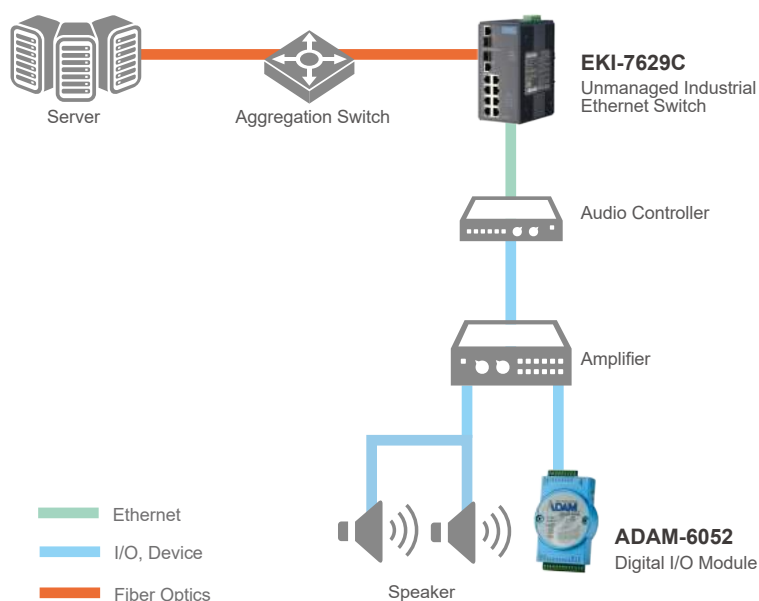 Server
Aggregation Switch
EKI-7629C
Unmanaged Industrial
Ethernet Switch
Audio Controller
Amplifier
ADAM
ADAM-6052
Digital I/O Module
Speaker
Ethernet
I/O, Device
Fiber Optics